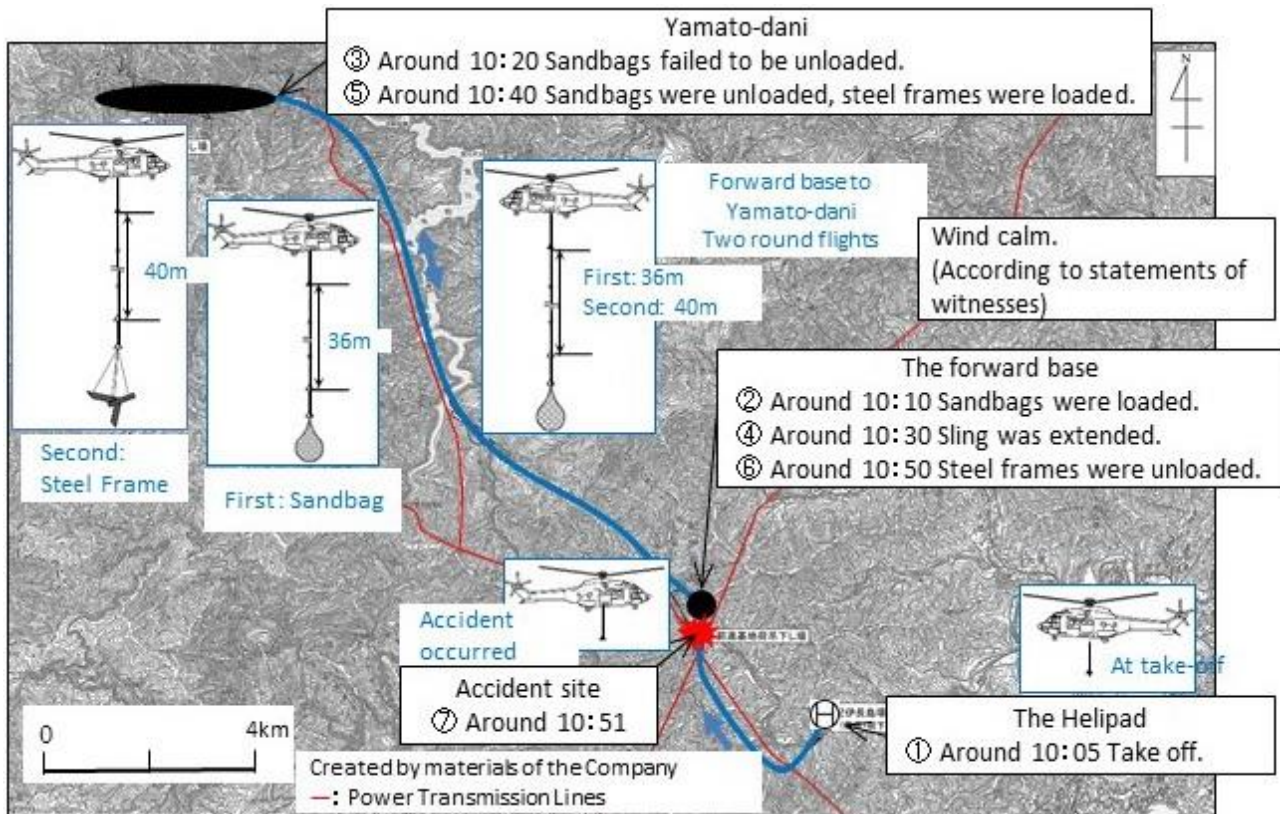 Yamato-dani
③ Around 10:20 Sandbags failed to be unloaded.
⑤ Around 10:40 Sandbags were unloaded, steel frames were loaded.
N
40m
Second:
Steel Frame
36m
First: Sandbag
First: 36m
Second: 40m
Forward base to
Yamato-dani
Two round flights
Wind calm.
(According to statements of
witnesses)
The forward base
② Around 10:10 Sandbags were loaded.
④ Around 10:30 Sling was extended.
⑥ Around 10:50 Steel frames were unloaded.
Accident
occurred
Accident site
⑦ Around 10:51
At take-off
H
The Helipad
① Around 10:05 Take off.
0
4km
Created by materials of the Company
—: Power Transmission Lines